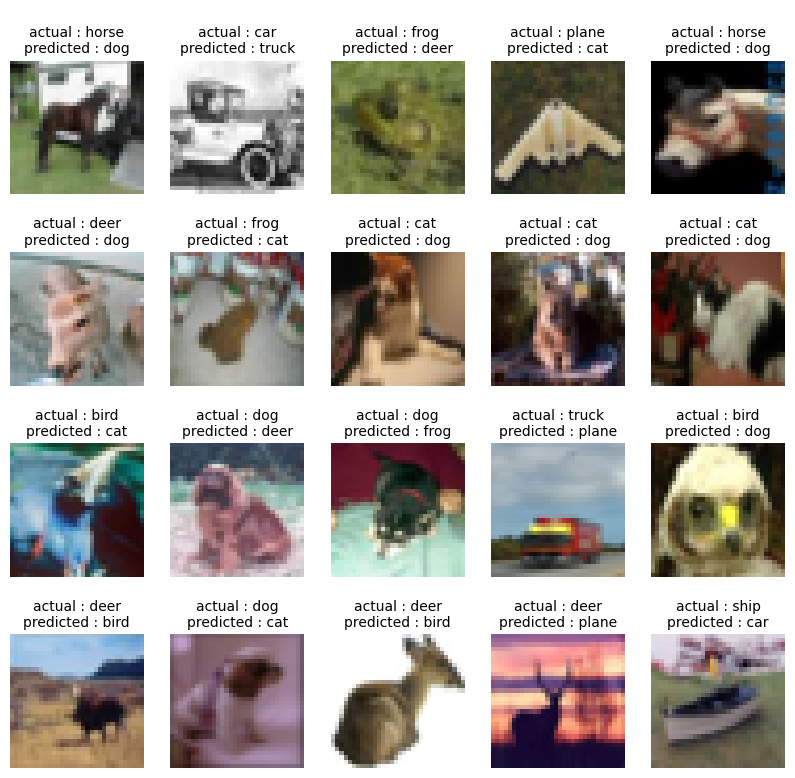 actual : horse
predicted : dog
actual : car
predicted : truck
actual : frog
predicted : deer
actual : plane
predicted : cat
actual : horse
predicted : dog
actual : deer
predicted : dog
actual : frog
predicted : cat
actual : cat
predicted : dog
actual : cat
predicted : dog
actual : cat
predicted : dog
actual : bird
predicted : cat
actual : dog
predicted : deer
actual : dog
predicted : frog
actual : truck
predicted : plane
actual : bird
predicted : dog
actual : deer
predicted : bird
actual : dog
predicted : cat
actual : deer
predicted : bird
actual : deer
predicted : plane
actual : ship
predicted : car